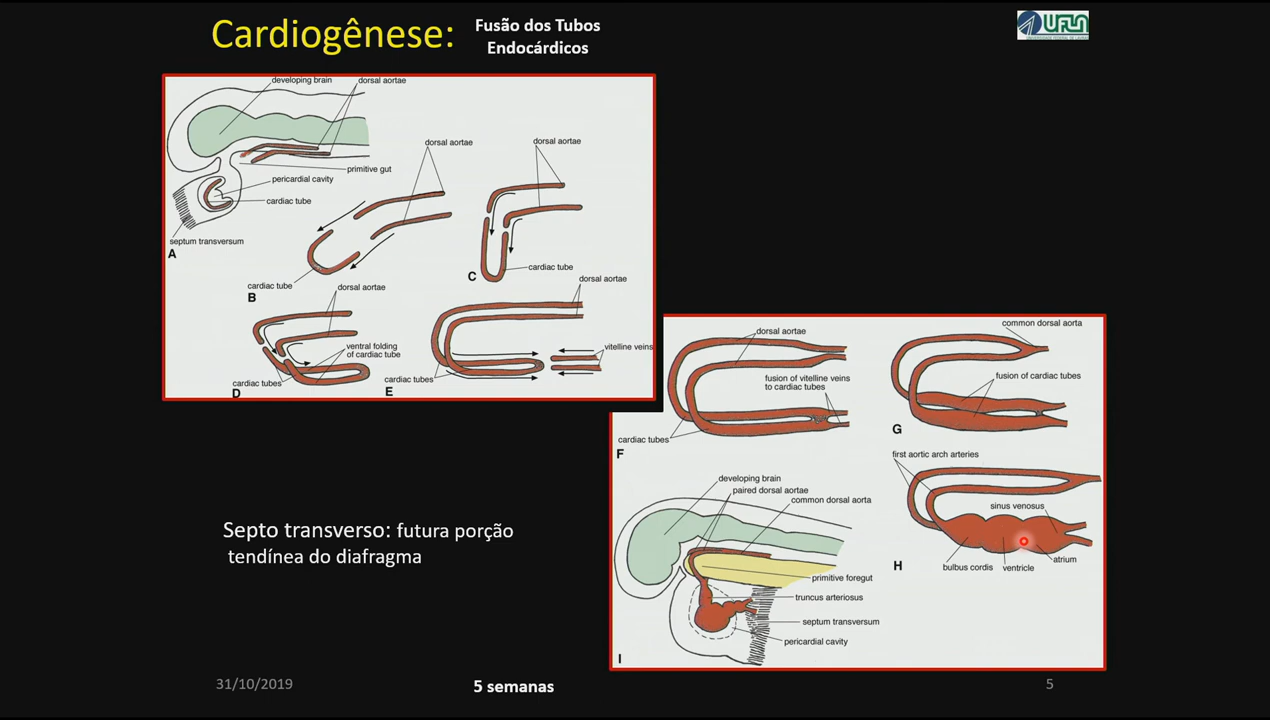 Cardiogênese:
Fusão dos Tubos
Endocárdicos
UFLA
developing brain
dorsal aortae
primitive gut
pericardial cavity
cardiac tube
septum transversum
A
dorsal aortae
cardiac tube
B
dorsal aortae
cardiac tube
C
dorsal aortae
ventral folding
of cardiac tube
cardiac tubes
D
dorsal aortae
vitelline veins
cardiac tubes
E
dorsal aortae
fusion of vitelline veins
to cardiac tubes
cardiac tubes
F
common dorsal aorta
fusion of cardiac tubes
G
first aortic arch arteries
sinus venosus
bulbus cordis
ventricle
atrium
H
developing brain
paired dorsal aortae
common dorsal aorta
primitive foregut
truncus arteriosus
septum transversum
pericardial cavity
I
Septo transverso: futura porção
tendínea do diafragma
31/10/2019
5 semanas
5